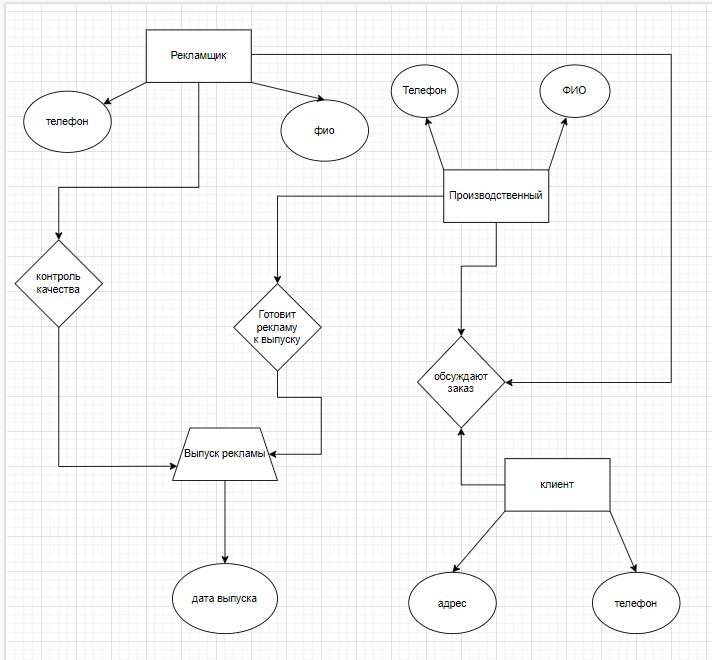 Рекламщик
телефон
фио
Телефон
ФИО
Производственный
контроль
качества
Готовит
рекламу
к выпуску
обсуждают
заказ
Выпуск рекламы
клиент
дата выпуска
адрес
телефон